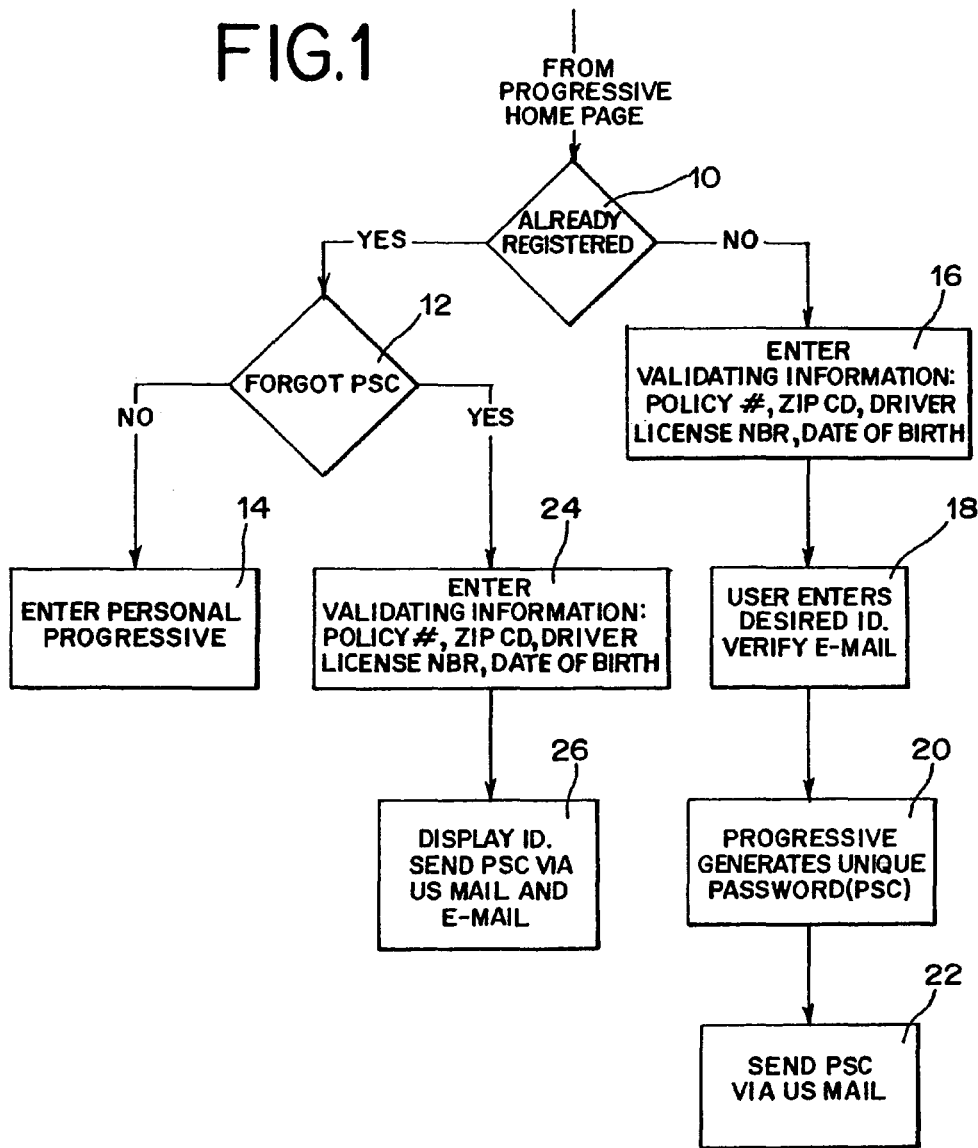 FIG.1
FROM
PROGRESSIVE
HOME PAGE
10
ALREADY
REGISTERED
YES
NO
12
FORGOT PSC
NO
YES
16
ENTER
VALIDATING INFORMATION:
POLICY #, ZIP CD, DRIVER
LICENSE NBR, DATE OF BIRTH
14
ENTER PERSONAL
PROGRESSIVE
24
ENTER
VALIDATING INFORMATION:
POLICY #, ZIP CD, DRIVER
LICENSE NBR, DATE OF BIRTH
18
USER ENTERS
DESIRED ID.
VERIFY E-MAIL
26
DISPLAY ID.
SEND PSC VIA
US MAIL AND
E-MAIL
20
PROGRESSIVE
GENERATES UNIQUE
PASSWORD(PSC)
22
SEND PSC
VIA US MAIL